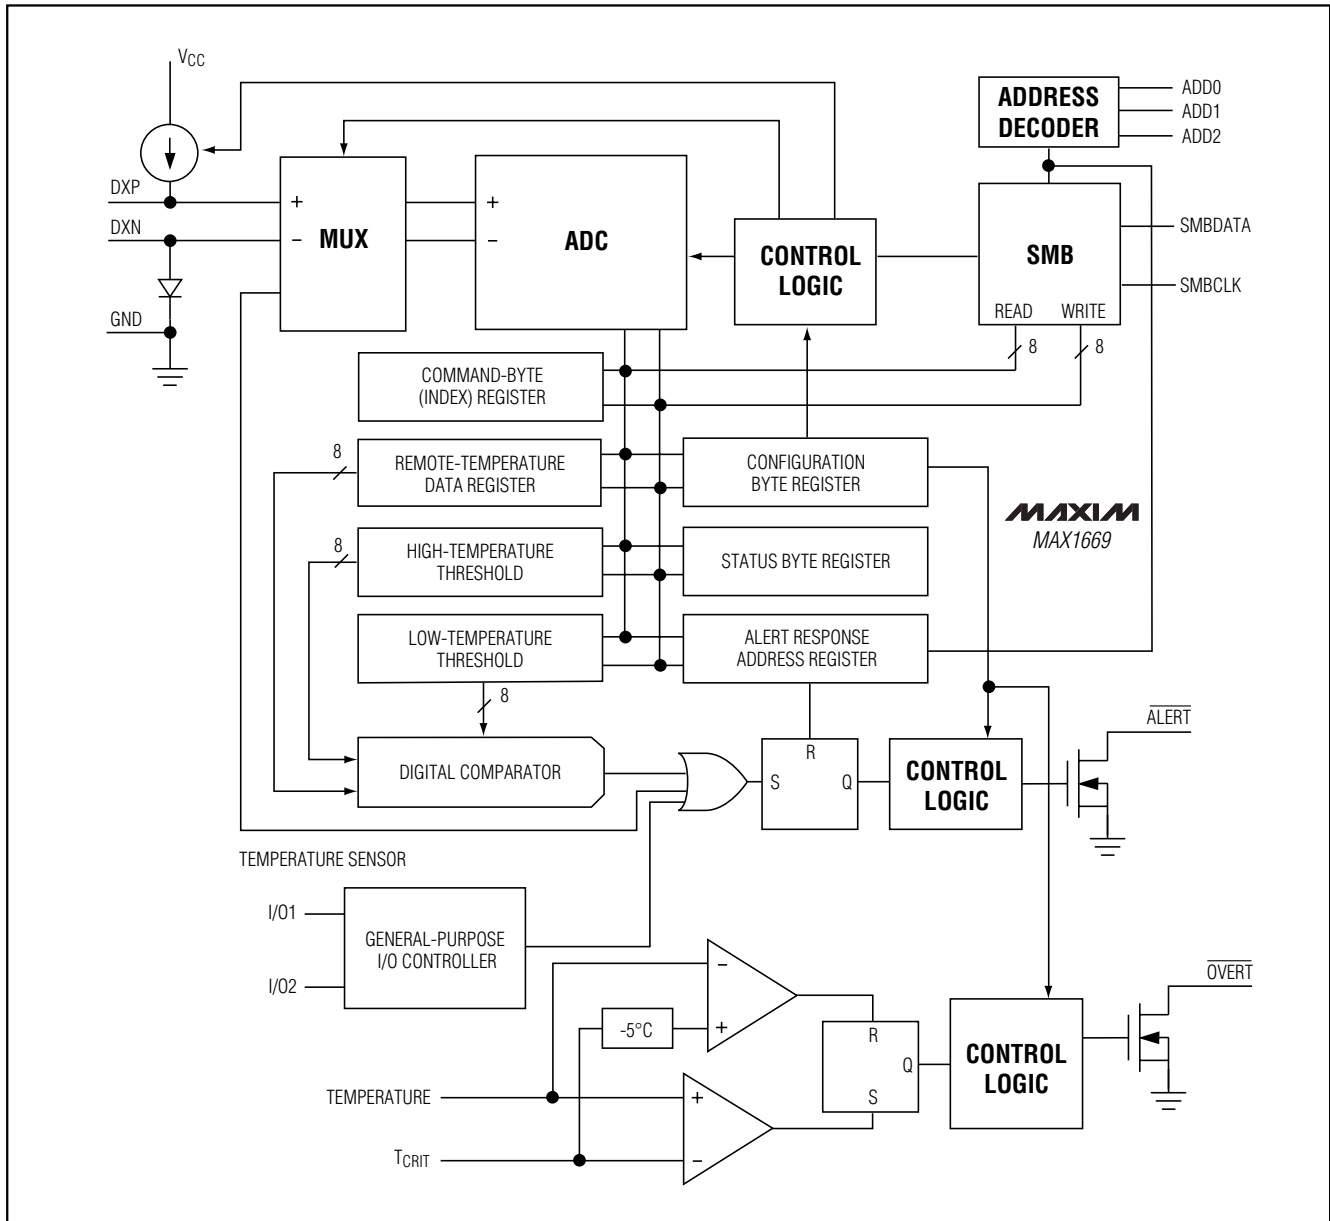 VCC
ADDRESS
DECODER
ADD0
ADD1
ADD2
DXP
DXN
GND
+
−
MUX
+
−
ADC
CONTROL
LOGIC
SMB
READ WRITE
SMBDATA
SMBCLK
8
8
COMMAND-BYTE
(INDEX) REGISTER
8
REMOTE-TEMPERATURE
DATA REGISTER
CONFIGURATION
BYTE REGISTER
MAXIM
MAX1669
8
HIGH-TEMPERATURE
THRESHOLD
STATUS BYTE REGISTER
LOW-TEMPERATURE
THRESHOLD
ALERT RESPONSE
ADDRESS REGISTER
8
DIGITAL COMPARATOR
R
S
Q
CONTROL
LOGIC
ALERT
TEMPERATURE SENSOR
I/O1
I/O2
GENERAL-PURPOSE
I/O CONTROLLER
−
+
-5°C
R
Q
S
CONTROL
LOGIC
OVERT
TEMPERATURE
+
TCRIT
−